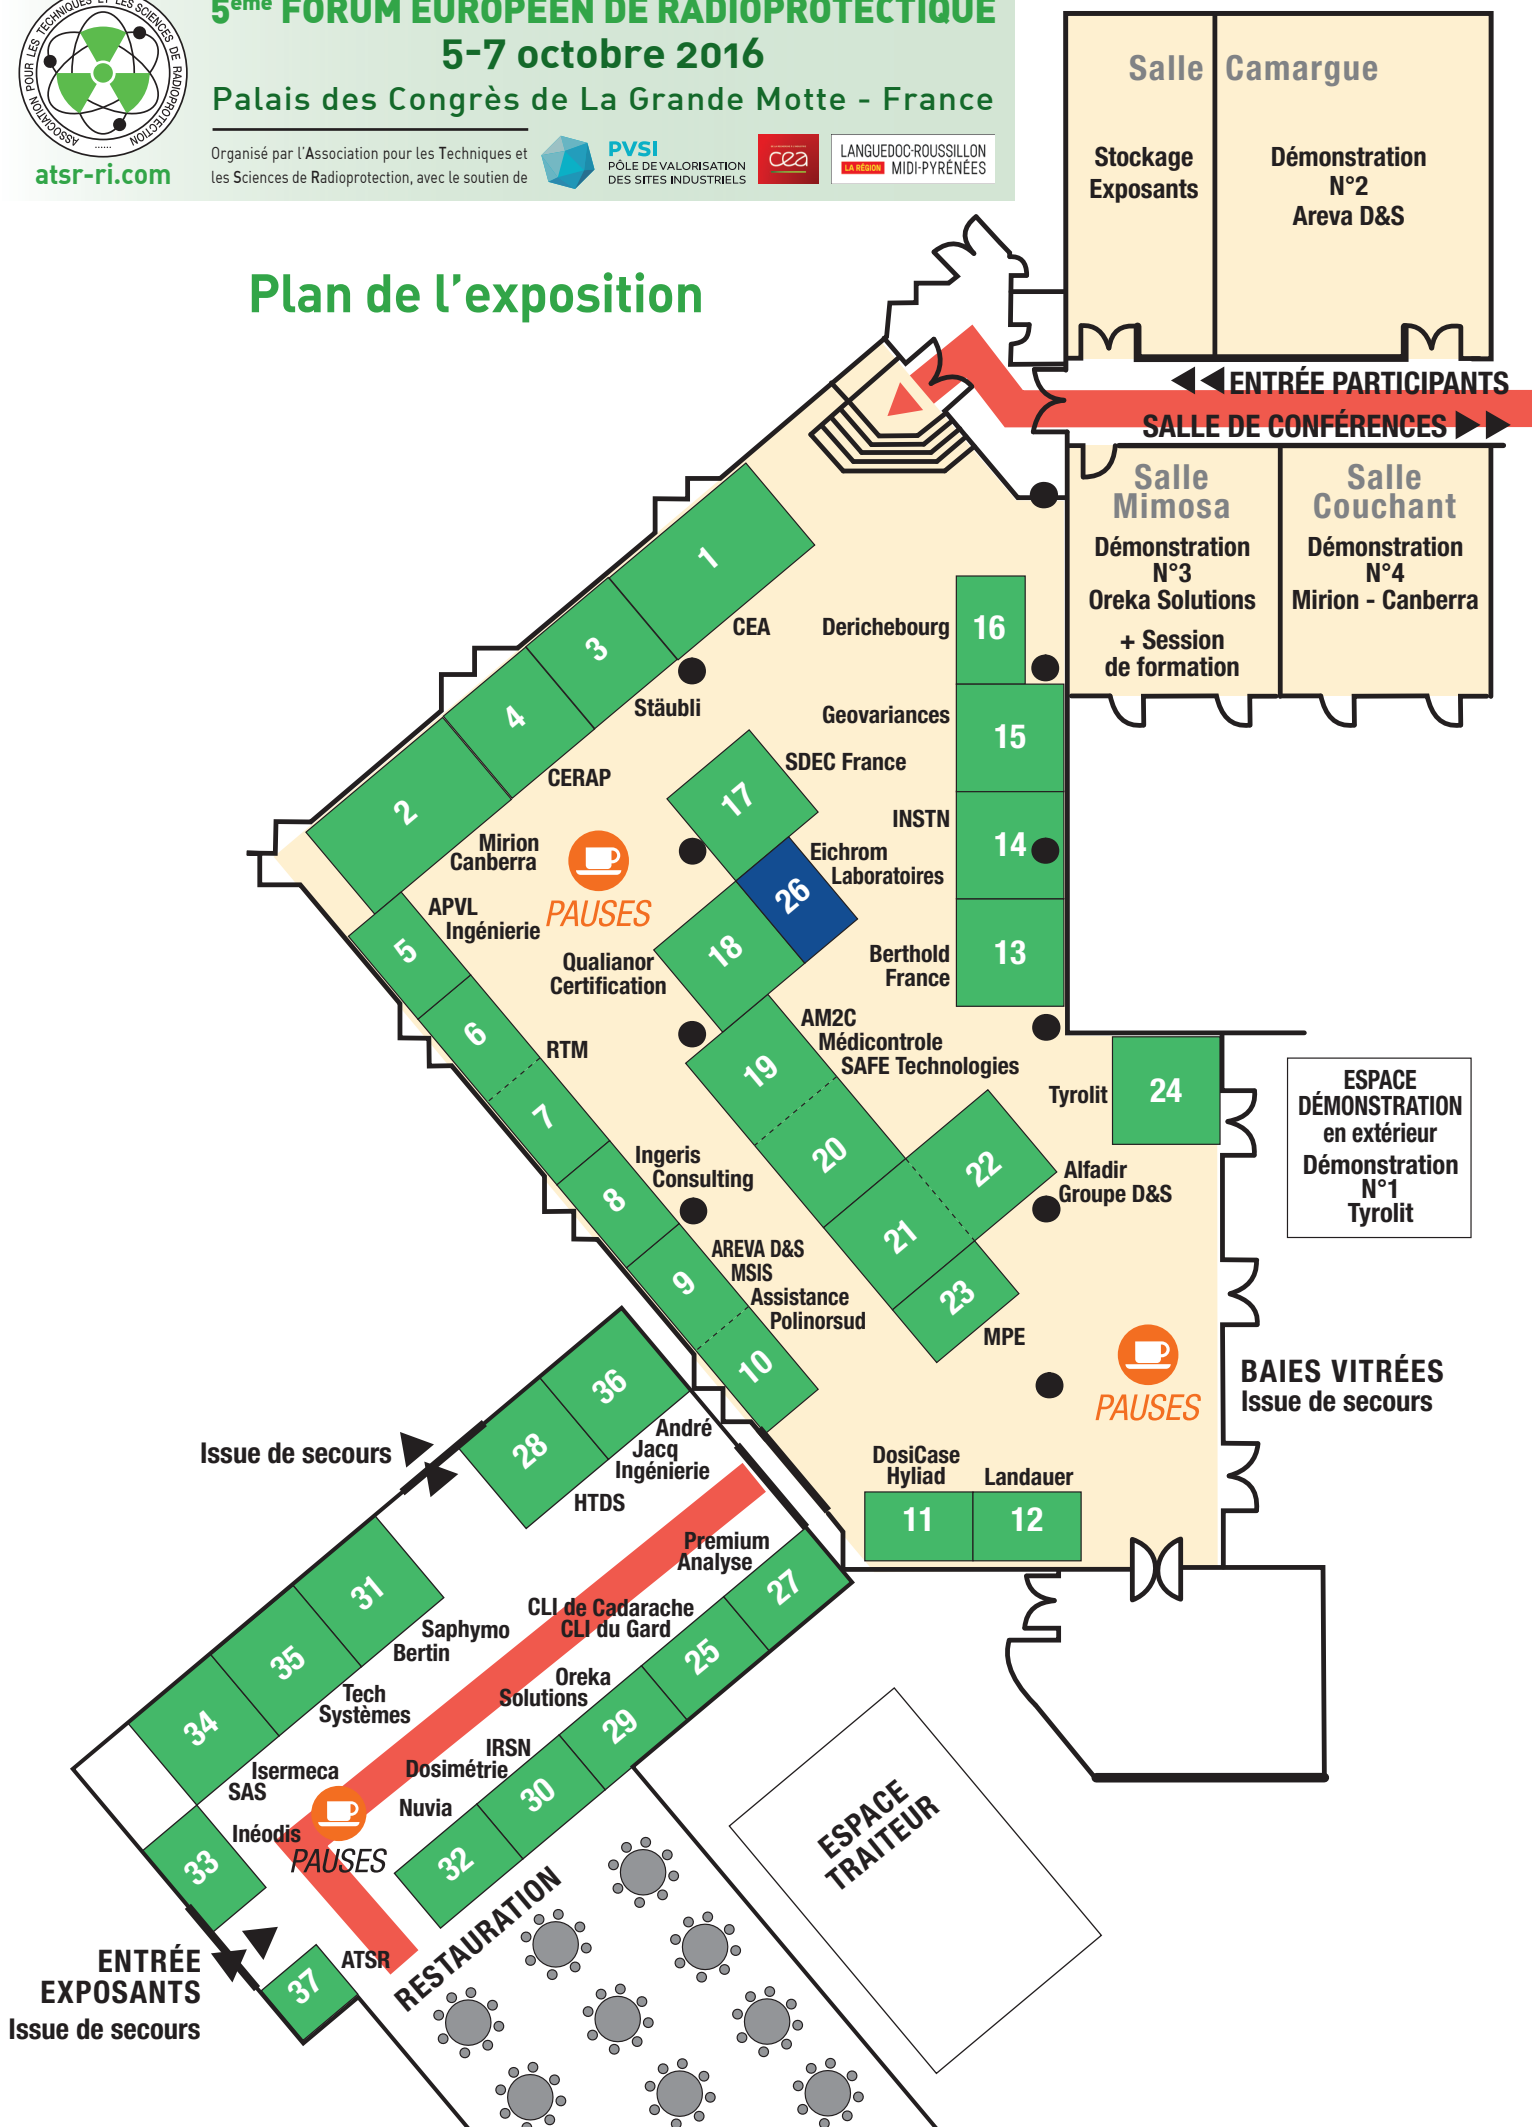 ASSOCIATION POUR LES TECHNIQUES ET LES SCIENCES DE RADIOPROTECTION
atsr-ri.com
5ème FORUM EUROPÉEN DE RADIOPROTECTIQUE
5-7 octobre 2016
Palais des Congrès de La Grande Motte - France
Organisé par l'Association pour les Techniques et
les Sciences de Radioprotection, avec le soutien de
PVSI
PÔLE DE VALORISATION
DES SITES INDUSTRIELS
cea
LANGUEDOC-ROUSSILLON
LA RÉGION MIDI-PYRÉNÉES
Plan de l'exposition
Salle Camargue
Stockage
Exposants
Démonstration
N°2
Areva D&S
ENTRÉE PARTICIPANTS
SALLE DE CONFÉRENCES
Salle
Mimosa
Démonstration
N°3
Oreka Solutions
+ Session
de formation
Salle
Couchant
Démonstration
N°4
Mirion - Canberra
1
CEA
3
Stäubli
4
CERAP
2
Mirion
Canberra
PAUSES
16
Derichebourg
15
Geovariances
14
INSTN
13
Berthold
France
17
SDEC France
26
Eichrom
Laboratoires
18
Qualianor
Certification
5
APVL
Ingénierie
6
RTM
7
8
Ingeris
Consulting
9
AREVA D&S
MSIS
Assistance
Polinorsud
10
19
AM2C
Médicontrole
SAFE Technologies
20
21
22
Alfadir
Groupe D&S
23
MPE
24
Tyrolit
ESPACE
DÉMONSTRATION
en extérieur
Démonstration
N°1
Tyrolit
PAUSES
BAIES VITRÉES
Issue de secours
DosiCase
Hyliad
11
Landauer
12
Issue de secours
36
André
Jacq
Ingénierie
28
HTDS
31
Saphymo
Bertin
35
Tech
Systèmes
34
Isermeca
SAS
33
Inéodis
PAUSES
Premium
Analyse
27
CLI de Cadarache
CLI du Gard
25
Oreka
Solutions
29
IRSN
Dosimétrie
30
Nuvia
32
37
ATSR
ENTRÉE
EXPOSANTS
Issue de secours
RESTAURATION
ESPACE
TRAITEUR